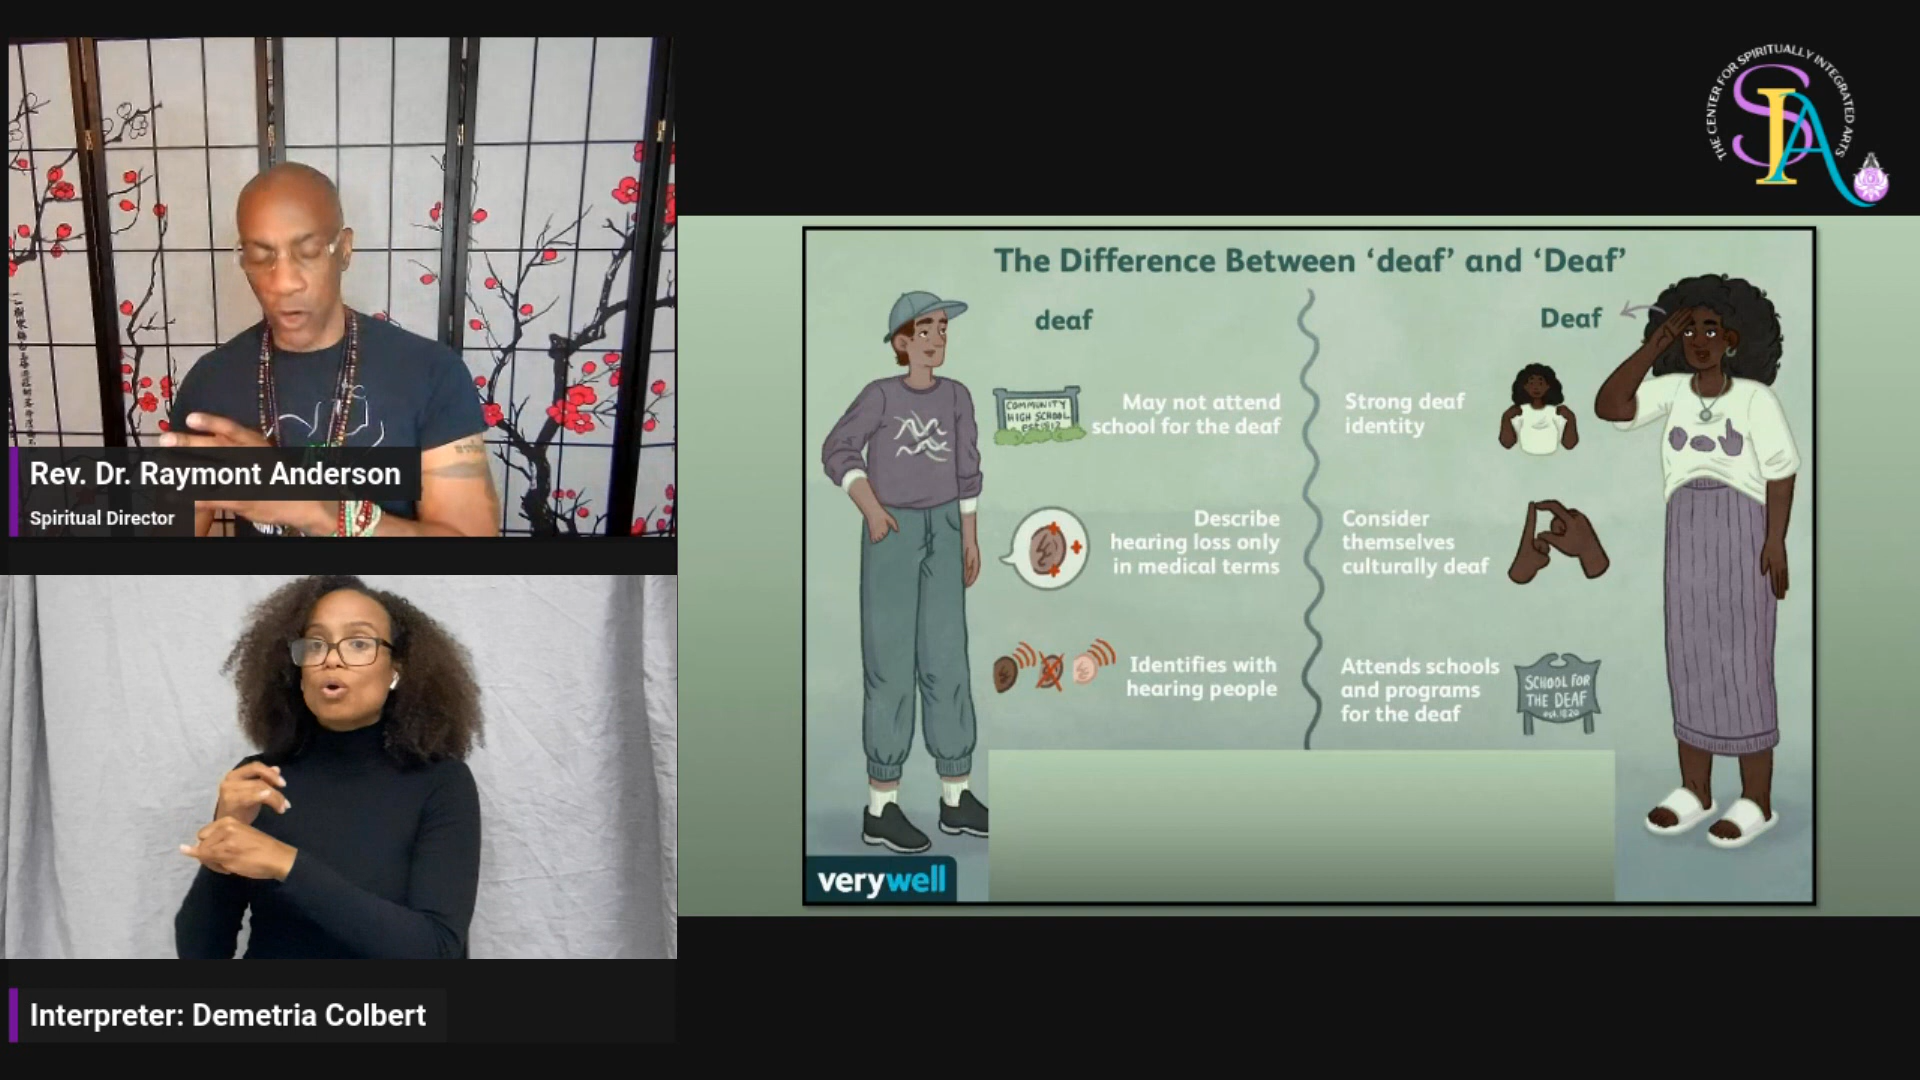 Rev. Dr. Raymont Anderson
Spiritual Director
Interpreter: Demetria Colbert
THE CENTER FOR SPIRITUALLY INTEGRATED ARTS
SIA
The Difference Between ‘deaf’ and ‘Deaf’
deaf
COMMUNITY
HIGH SCHOOL
May not attend
school for the deaf
Describe
hearing loss only
in medical terms
Identifies with
hearing people
Deaf
Strong deaf
identity
Consider
themselves
culturally deaf
Attends schools
and programs
for the deaf
SCHOOL FOR
THE DEAF
est. 1820
verywell